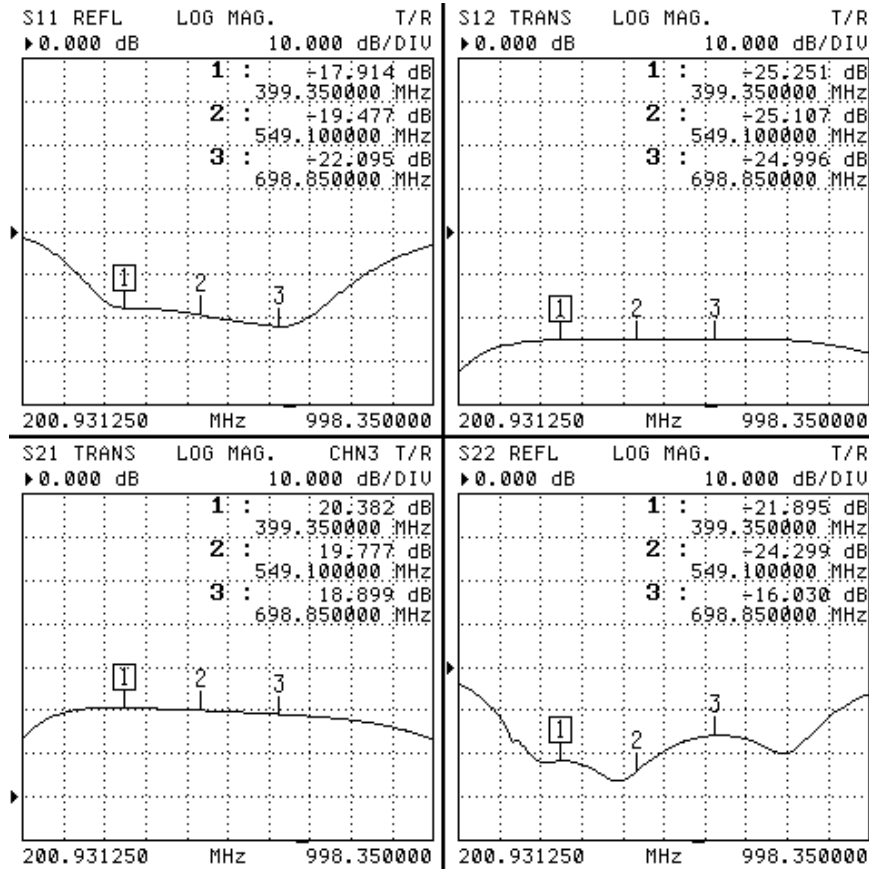 S11 REFL LOG MAG. T/R
▶0.000 dB 10.000 dB/DIV
1 : -17.914 dB
399.350000 MHz
2 : -19.477 dB
549.100000 MHz
3 : -22.095 dB
698.850000 MHz
1
2
3
200.931250 MHz 998.350000
S12 TRANS LOG MAG. T/R
▶0.000 dB 10.000 dB/DIV
1 : -25.251 dB
399.350000 MHz
2 : -25.107 dB
549.100000 MHz
3 : -24.996 dB
698.850000 MHz
1 2 3
200.931250 MHz 998.350000
S21 TRANS LOG MAG. CHN3 T/R
▶0.000 dB 10.000 dB/DIV
1 : 20.382 dB
399.350000 MHz
2 : 19.777 dB
549.100000 MHz
3 : 18.899 dB
698.850000 MHz
1 2 3
200.931250 MHz 998.350000
S22 REFL LOG MAG. T/R
▶0.000 dB 10.000 dB/DIV
1 : -21.895 dB
399.350000 MHz
2 : -24.299 dB
549.100000 MHz
3 : -16.030 dB
698.850000 MHz
1
2
3
200.931250 MHz 998.350000